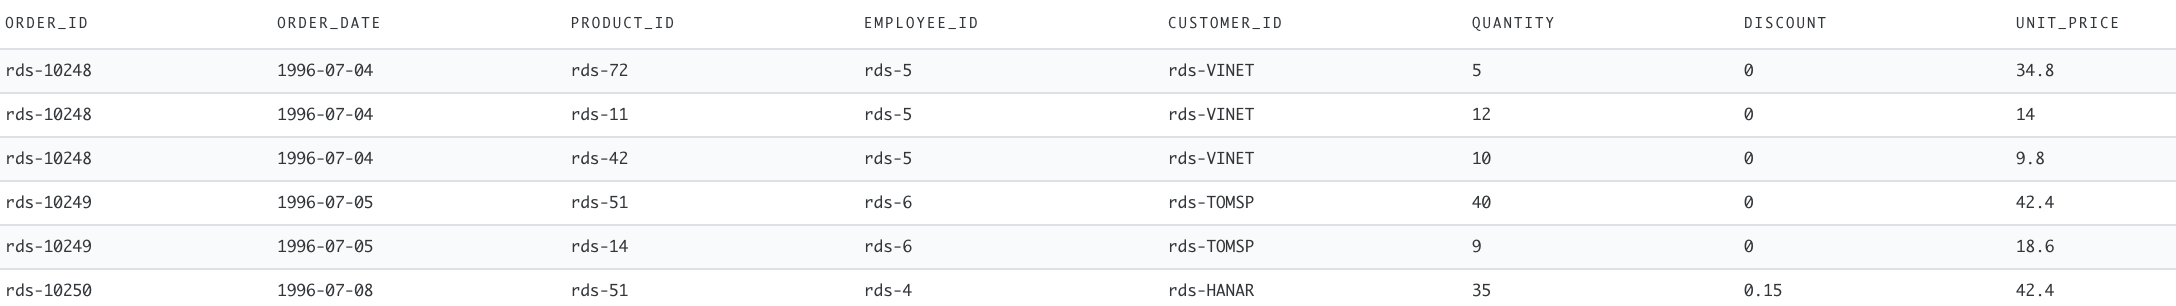 ORDER_ID ORDER_DATE PRODUCT_ID EMPLOYEE_ID CUSTOMER_ID QUANTITY DISCOUNT UNIT_PRICE
rds-10248 1996-07-04 rds-72 rds-5 rds-VINET 5 0 34.8
rds-10248 1996-07-04 rds-11 rds-5 rds-VINET 12 0 14
rds-10248 1996-07-04 rds-42 rds-5 rds-VINET 10 0 9.8
rds-10249 1996-07-05 rds-51 rds-6 rds-TOMSP 40 0 42.4
rds-10249 1996-07-05 rds-14 rds-6 rds-TOMSP 9 0 18.6
rds-10250 1996-07-08 rds-51 rds-4 rds-HANAR 35 0.15 42.4